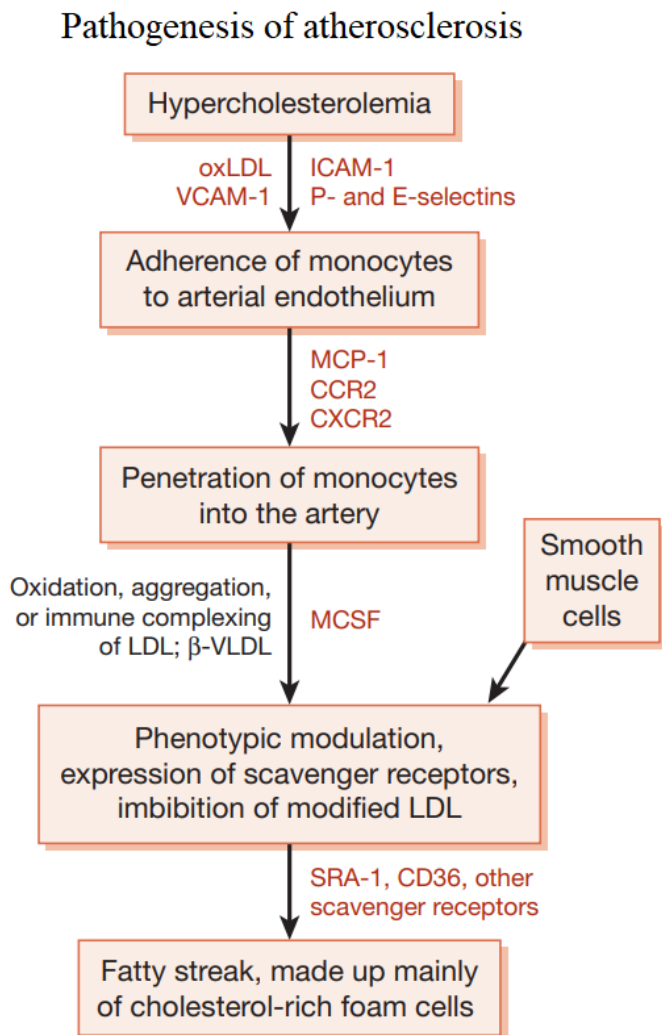 Pathogenesis of atherosclerosis
Hypercholesterolemia
oxLDL
VCAM-1
ICAM-1
P- and E-selectins
Adherence of monocytes
to arterial endothelium
MCP-1
CCR2
CXCR2
Penetration of monocytes
into the artery
Smooth
muscle
cells
Oxidation, aggregation,
or immune complexing
of LDL; β-VLDL
MCSF
Phenotypic modulation,
expression of scavenger receptors,
imbibition of modified LDL
SRA-1, CD36, other
scavenger receptors
Fatty streak, made up mainly
of cholesterol-rich foam cells